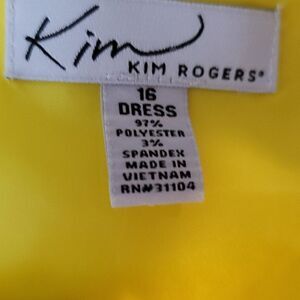 Kim
KIM ROGERS®
16
DRESS
97%
POLYESTER
3%
SPANDEX
MADE IN
VIETNAM
RN#31104